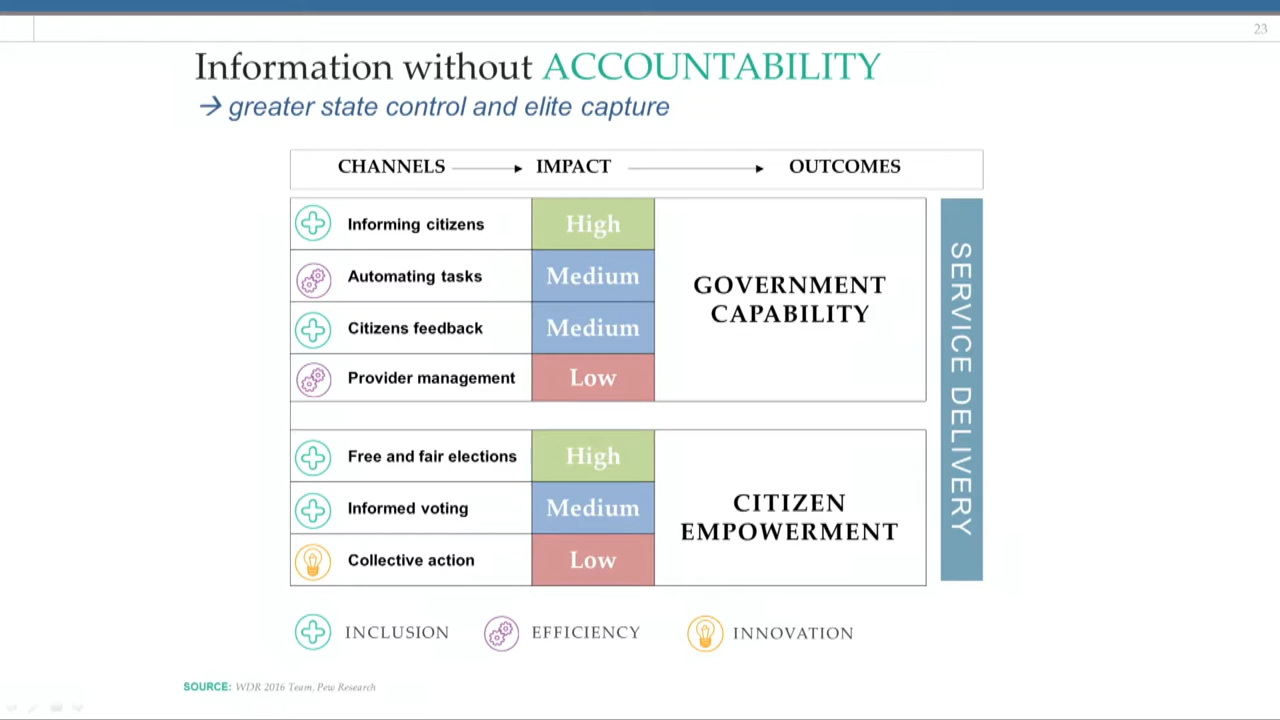 23
Information without ACCOUNTABILITY
→ greater state control and elite capture
CHANNELS → IMPACT → OUTCOMES
Informing citizens High
Automating tasks Medium
Citizens feedback Medium
Provider management Low
GOVERNMENT
CAPABILITY
Free and fair elections High
Informed voting Medium
Collective action Low
CITIZEN
EMPOWERMENT
SERVICE DELIVERY
INCLUSION EFFICIENCY INNOVATION
SOURCE: WDR 2016 Team, Pew Research